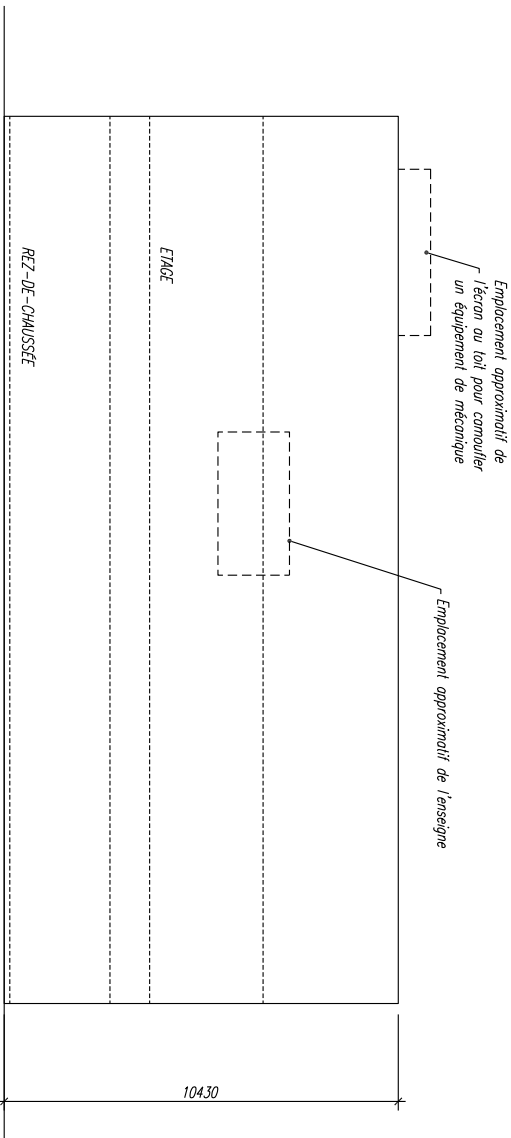 Emplacement approximatif de
l'écran au toit pour camoufler
un équipement de mécanique
Emplacement approximatif de l'enseigne
ETAGE
REZ-DE-CHAUSSÉE
10430